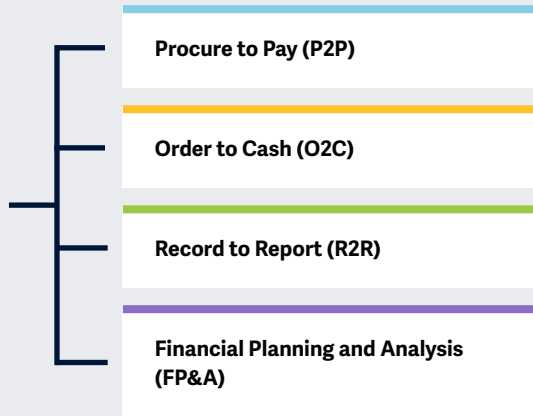 Procure to Pay (P2P)
Order to Cash (O2C)
Record to Report (R2R)
Financial Planning and Analysis
(FP&A)